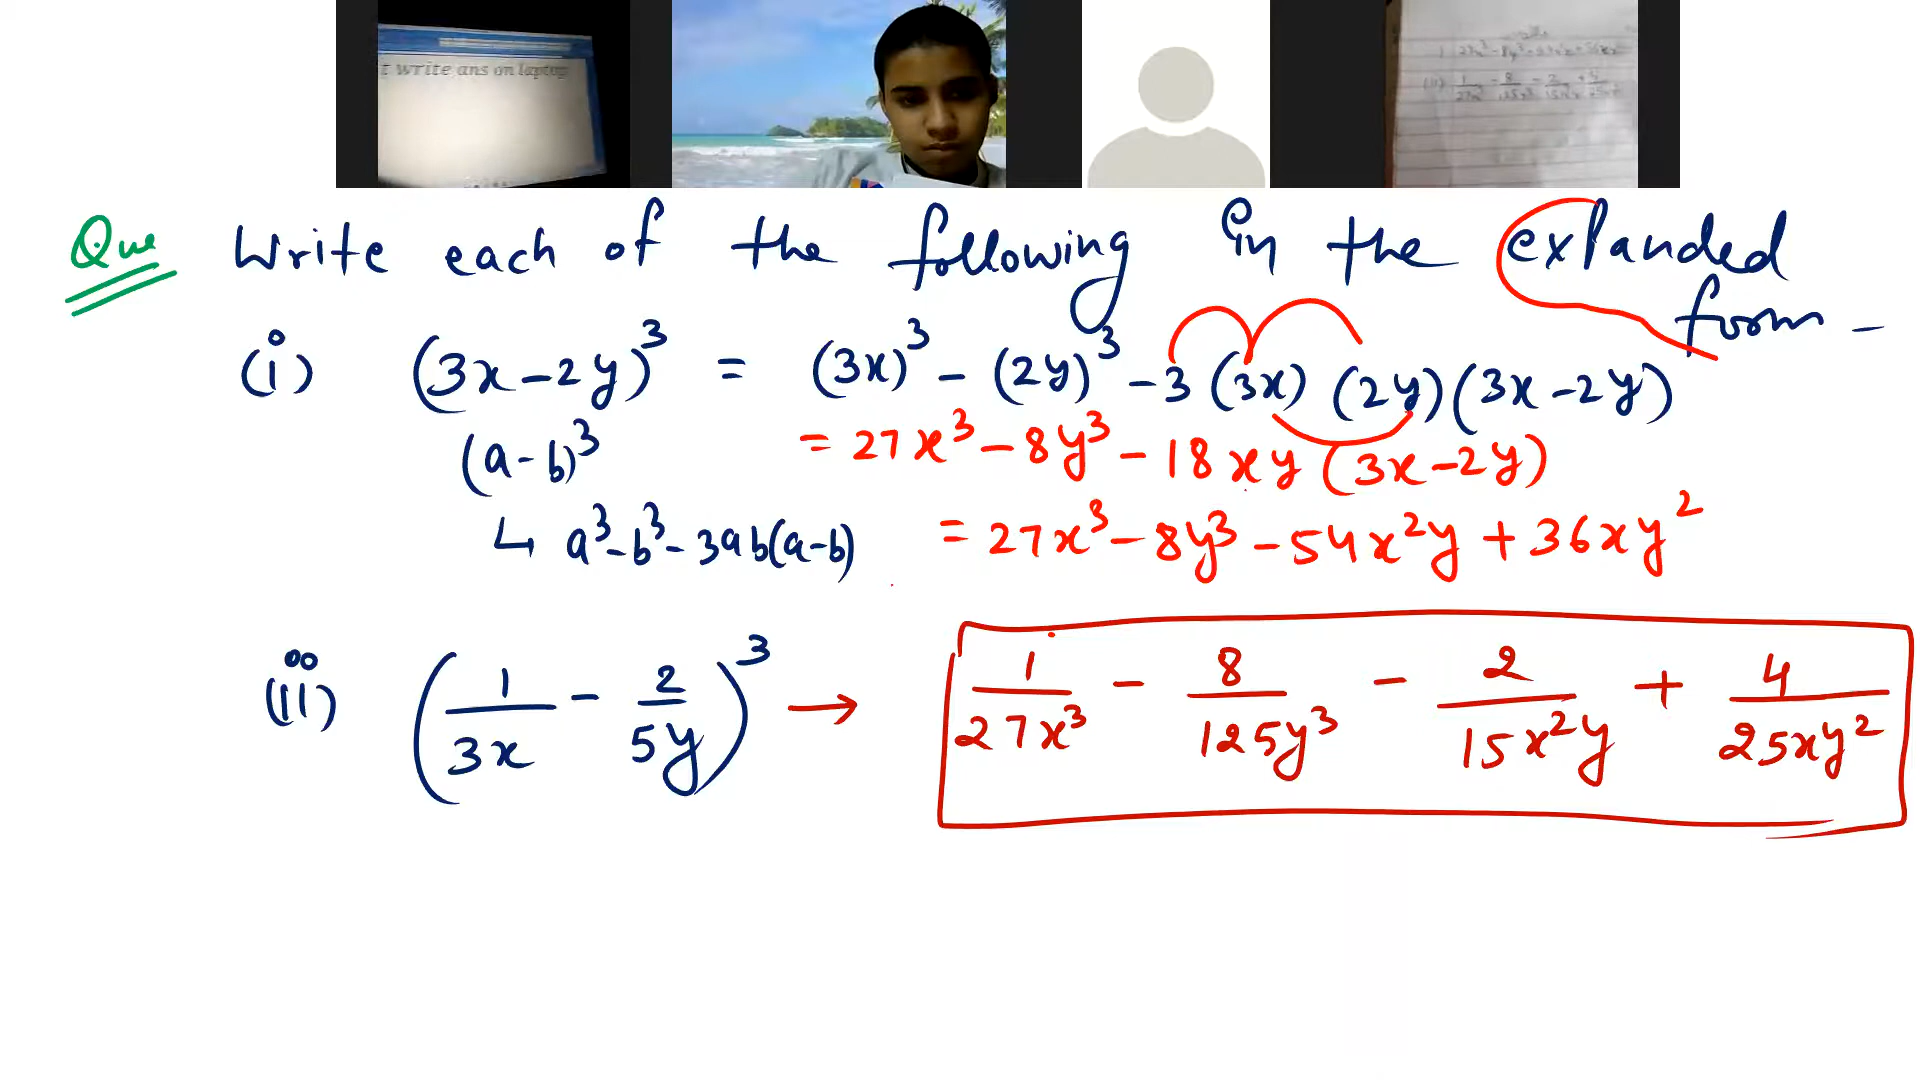 t write ans on laptop
Que Write each of the following in the expanded form -
(i) (3x-2y)³ = (3x)³ - (2y)³ - 3 (3x) (2y)(3x-2y)
(a-b)³ = 27x³ - 8y³ - 18xy (3x-2y)
↳ a³-b³-3ab(a-b) = 27x³ - 8y³ - 54x²y + 36xy²
(ii) (1/3x - 2/5y)³ → 1/27x³ - 8/125y³ - 2/15x²y + 4/25xy²